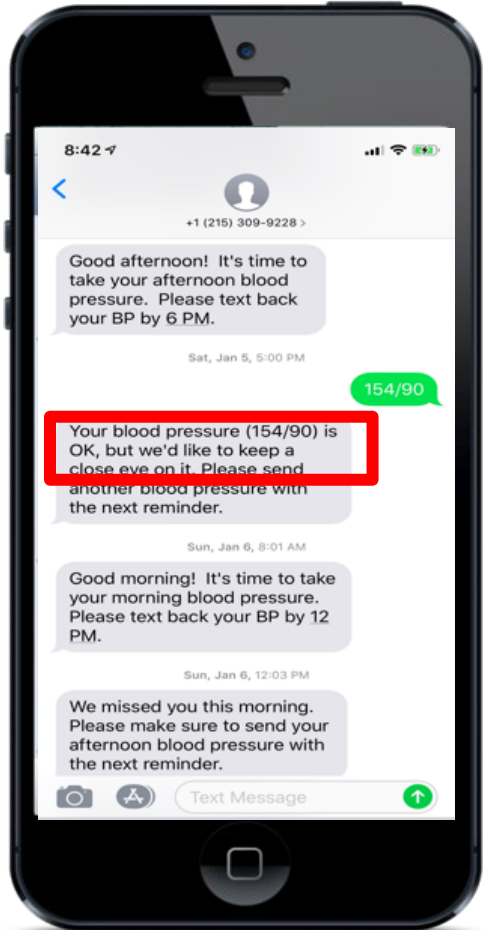 8:42
+1 (215) 309-9228 >
Good afternoon!  It's time to
take your afternoon blood
pressure.  Please text back
your BP by 6 PM.
Sat, Jan 5, 5:00 PM
154/90
Your blood pressure (154/90) is
OK, but we'd like to keep a
close eye on it. Please send
another blood pressure with
the next reminder.
Sun, Jan 6, 8:01 AM
Good morning!  It's time to take
your morning blood pressure.
Please text back your BP by 12
PM.
Sun, Jan 6, 12:03 PM
We missed you this morning.
Please make sure to send your
afternoon blood pressure with
the next reminder.
Text Message